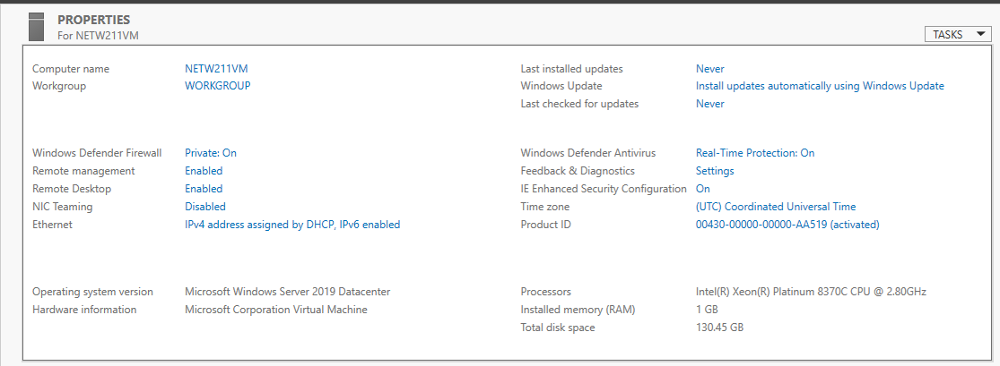 PROPERTIES
For NETW211VM
TASKS
Computer name NETW211VM Last installed updates Never
Workgroup WORKGROUP Windows Update Install updates automatically using Windows Update
Last checked for updates Never
Windows Defender Firewall Private: On Windows Defender Antivirus Real-Time Protection: On
Remote management Enabled Feedback & Diagnostics Settings
Remote Desktop Enabled IE Enhanced Security Configuration On
NIC Teaming Disabled Time zone (UTC) Coordinated Universal Time
Ethernet IPv4 address assigned by DHCP, IPv6 enabled Product ID 00430-00000-00000-AA519 (activated)
Operating system version Microsoft Windows Server 2019 Datacenter Processors Intel(R) Xeon(R) Platinum 8370C CPU @ 2.80GHz
Hardware information Microsoft Corporation Virtual Machine Installed memory (RAM) 1 GB
Total disk space 130.45 GB